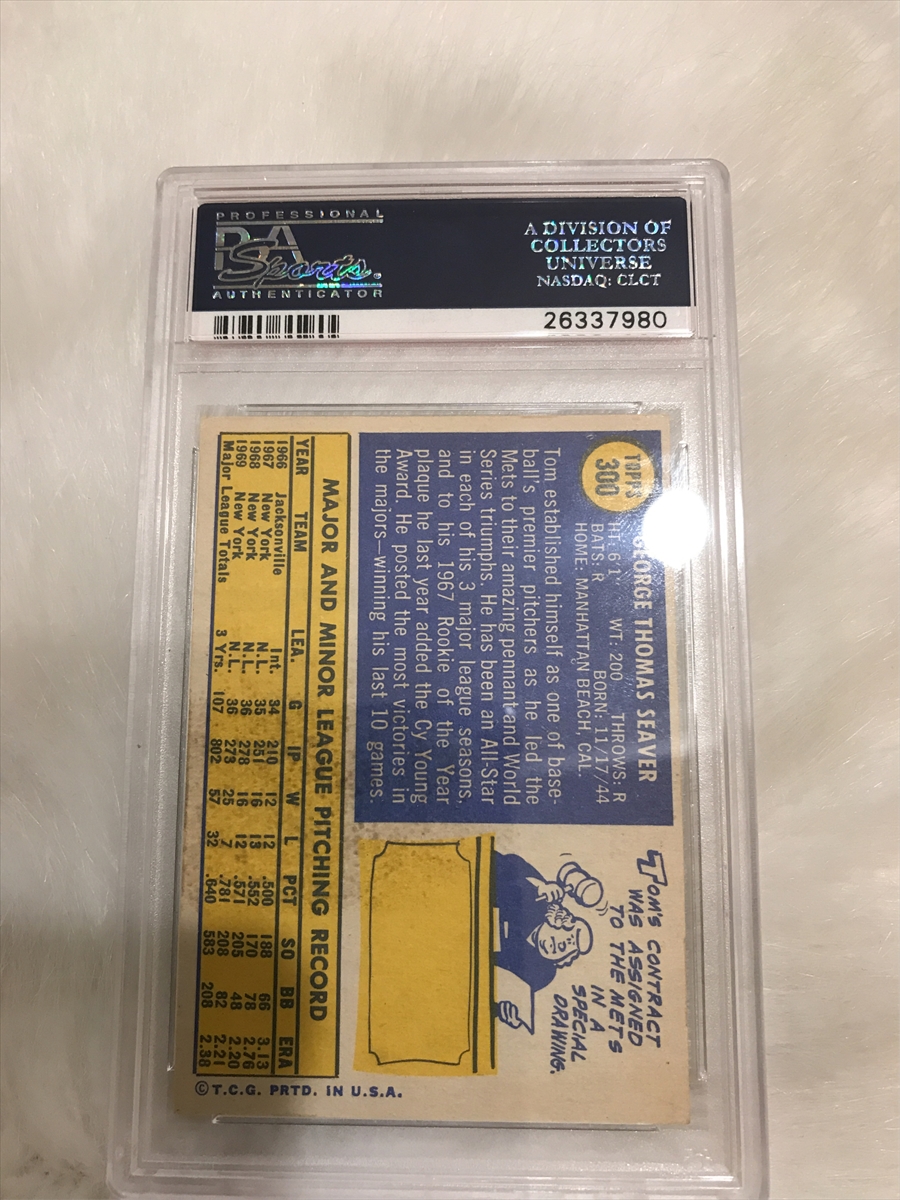 PROFESSIONAL
PSA
Sports
AUTHENTICATOR
A DIVISION OF
COLLECTORS
UNIVERSE
NASDAQ: CLCT
26337980
TOPPS
300
GEORGE THOMAS SEAVER
HT: 6'1 WT: 200 THROWS: R
BATS: R BORN: 11/17/44
HOME: MANHATTAN BEACH, CAL.
Tom established himself as one of base-
ball's premier pitchers as he led the
Mets to their amazing pennant and World
Series triumphs. He has been an All-Star
in each of his 3 major league seasons,
and to his 1967 Rookie of the Year
plaque he last year added the Cy Young
Award. He posted the most victories in
the majors—winning his last 10 games.
TOM'S CONTRACT
WAS ASSIGNED
TO THE METS
IN A
SPECIAL
DRAWING.
MAJOR AND MINOR LEAGUE PITCHING RECORD
YEAR TEAM LEA. G IP W L PCT SO BB ERA
1966 Jacksonville Int. 34 210 12 12 .500 188 66 3.13
1967 New York N.L. 35 251 16 13 .552 170 78 2.76
1968 New York N.L. 36 278 16 12 .571 205 48 2.20
1969 New York N.L. 36 273 25 7 .781 208 82 2.21
Major League Totals 3 Yrs. 107 802 57 32 .640 583 208 2.38
© T.C.G. PRTD. IN U.S.A.